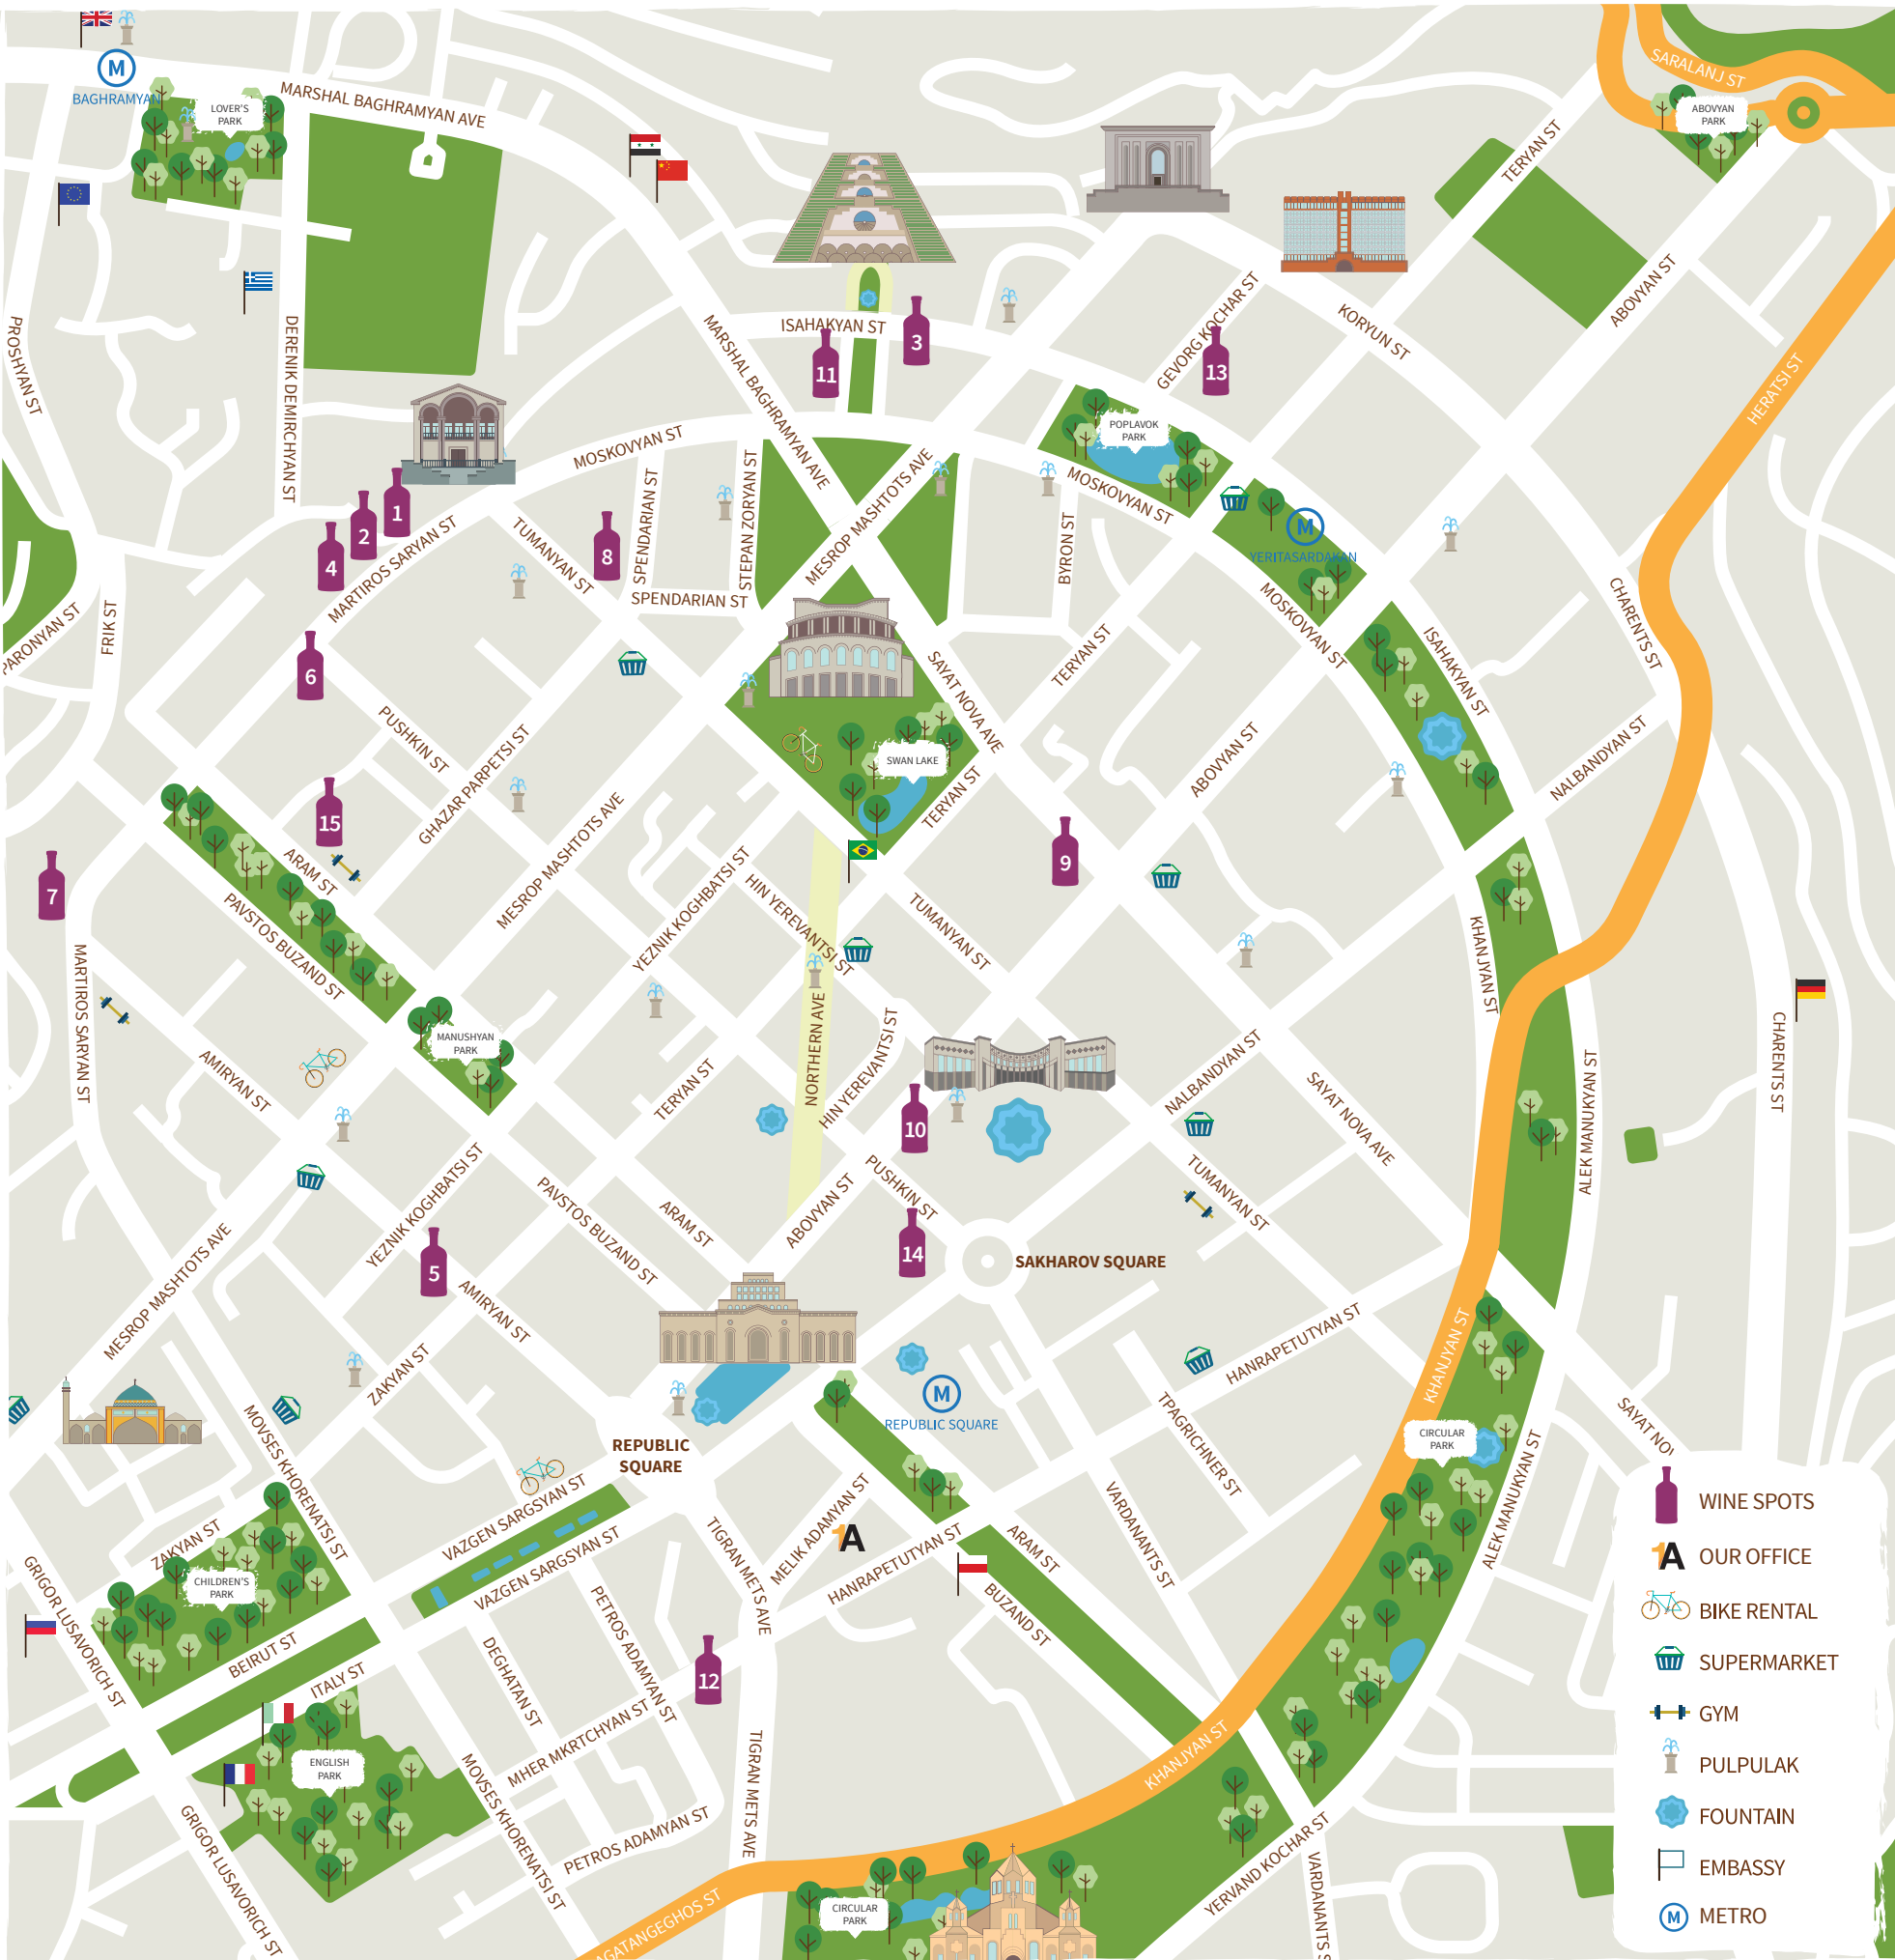 SARALANJ ST
M
BAGHRAMYAN
LOVER'S
PARK
MARSHAL BAGHRAMYAN AVE
ABOVYAN
PARK
TERYAN ST
ABOVYAN ST
PROSHYAN ST
DERENIK DEMIRCHYAN ST
ISAHAKYAN ST
3
11
GEVORG KOCHAR ST
13
KORYUN ST
HERATSI ST
MARSHAL BAGHRAMYAN AVE
POPLAVOK
PARK
MOSKOVYAN ST
MOSKOVYAN ST
1
2
4
MARTIROS SARYAN ST
TUMANYAN ST
8
SPENDARIAN ST
STEPAN ZORYAN ST
SPENDARIAN ST
MESROP MASHTOTS AVE
BYRON ST
M
YERITASARDAKAN
MOSKOVYAN ST
CHARENTS ST
PARONYAN ST
FRIK ST
6
ISAHAKYAN ST
SAYAT NOVA AVE
TERYAN ST
PUSHKIN ST
GHAZAR PARPETSI ST
SWAN LAKE
TERYAN ST
ABOVYAN ST
NALBANDYAN ST
15
MESROP MASHTOTS AVE
7
ARAM ST
PAVSTOS BUZAND ST
9
YEZNIK KOGHBATSI ST
HIN YEREVANTSI ST
TUMANYAN ST
KHANJYAN ST
MARTIROS SARYAN ST
MANUSHYAN
PARK
NORTHERN AVE
HIN YEREVANTSI ST
AMIRYAN ST
TERYAN ST
10
NALBANDYAN ST
SAYAT NOVA AVE
CHARENTS ST
ALEK MANUKYAN ST
YEZNIK KOGHBATSI ST
PAVSTOS BUZAND ST
ARAM ST
ABOVYAN ST
PUSHKIN ST
TUMANYAN ST
14
SAKHAROV SQUARE
5
MESROP MASHTOTS AVE
AMIRYAN ST
ZAKYAN ST
HANRAPETUTYAN ST
KHANJYAN ST
M
REPUBLIC SQUARE
REPUBLIC
SQUARE
MOVSES KHORENATSI ST
TPAGRICHNER ST
CIRCULAR
PARK
SAYAT NOV
ALEK MANUKYAN ST
VAZGEN SARGSYAN ST
VAZGEN SARGSYAN ST
MELIK ADAMYAN ST
1A
VARDANANTS ST
ZAKYAN ST
CHILDREN'S
PARK
GRIGOR LUSAVORICH ST
TIGRAN METS AVE
HANRAPETUTYAN ST
ARAM ST
BUZAND ST
BEIRUT ST
ITALY ST
DEGHATAN ST
PETROS ADAMYAN ST
12
MHER MKRTCHYAN ST
ENGLISH
PARK
KHANJYAN ST
TIGRAN METS AVE
MOVSES KHORENATSI ST
GRIGOR LUSAVORICH ST
PETROS ADAMYAN ST
YERVAND KOCHAR ST
VARDANANTS S
CIRCULAR
PARK
AGATANGEGHOS ST
WINE SPOTS
1A OUR OFFICE
BIKE RENTAL
SUPERMARKET
GYM
PULPULAK
FOUNTAIN
EMBASSY
M METRO